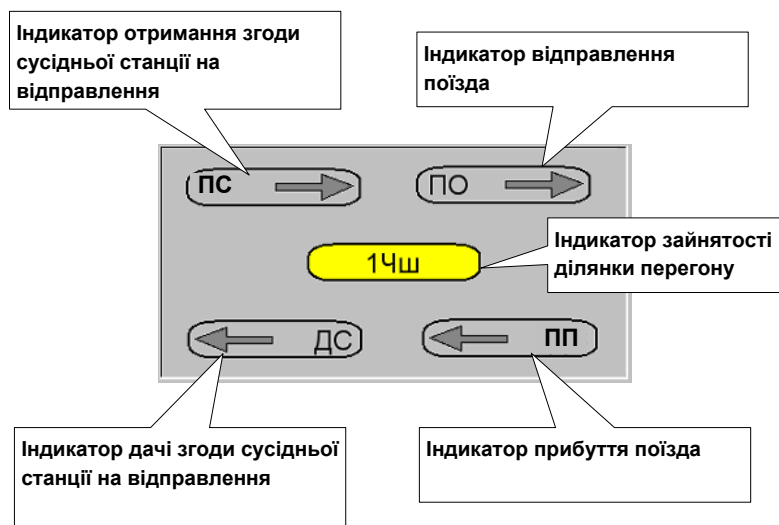 Індикатор отримання згоди
сусідньої станції на
відправлення
Індикатор відправлення
поїзда
ПС
ПО
Індикатор зайнятості
ділянки перегону
1Чш
ДС
ПП
Індикатор дачі згоди сусідньої
станції на відправлення
Індикатор прибуття поїзда